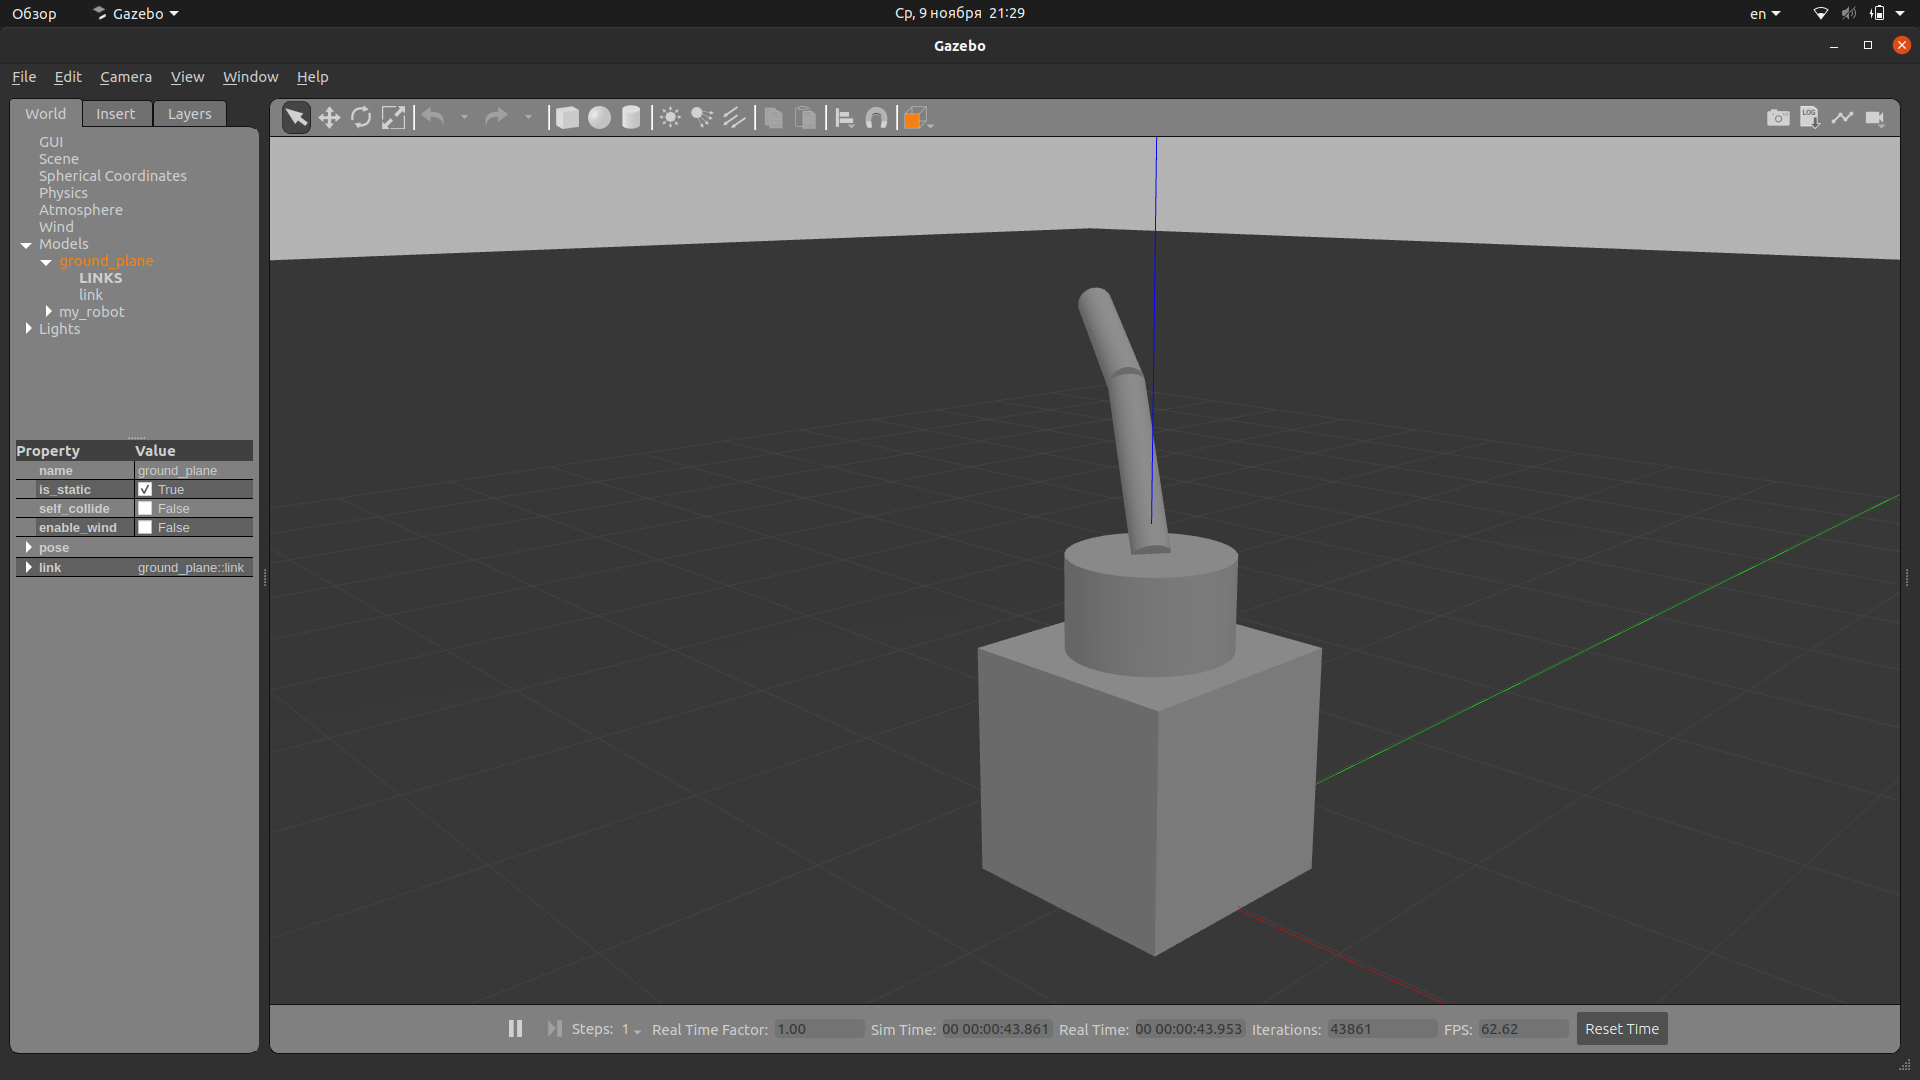 Обзор Gazebo Ср, 9 ноября 21:29 en
Gazebo
File Edit Camera View Window Help
World Insert Layers
GUI
Scene
Spherical Coordinates
Physics
Atmosphere
Wind
Models
ground_plane
LINKS
link
my_robot
Lights
Property Value
name ground_plane
is_static True
self_collide False
enable_wind False
pose
link ground_plane::link
LOG
Steps: 1 Real Time Factor: 1.00 Sim Time: 00 00:00:43.861 Real Time: 00 00:00:43.953 Iterations: 43861 FPS: 62.62 Reset Time